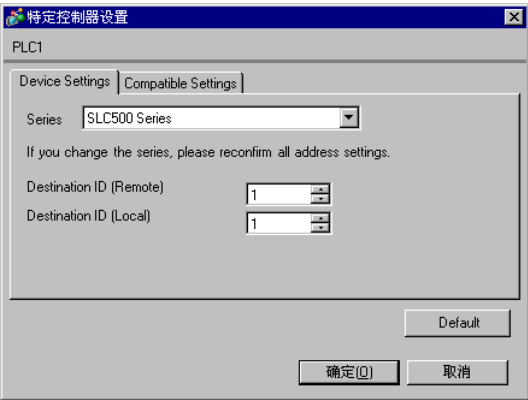 特定控制器设置
PLC1
Device Settings Compatible Settings
Series SLC500 Series
If you change the series, please reconfirm all address settings.
Destination ID (Remote) 1
Destination ID (Local) 1
Default
确定(O) 取消